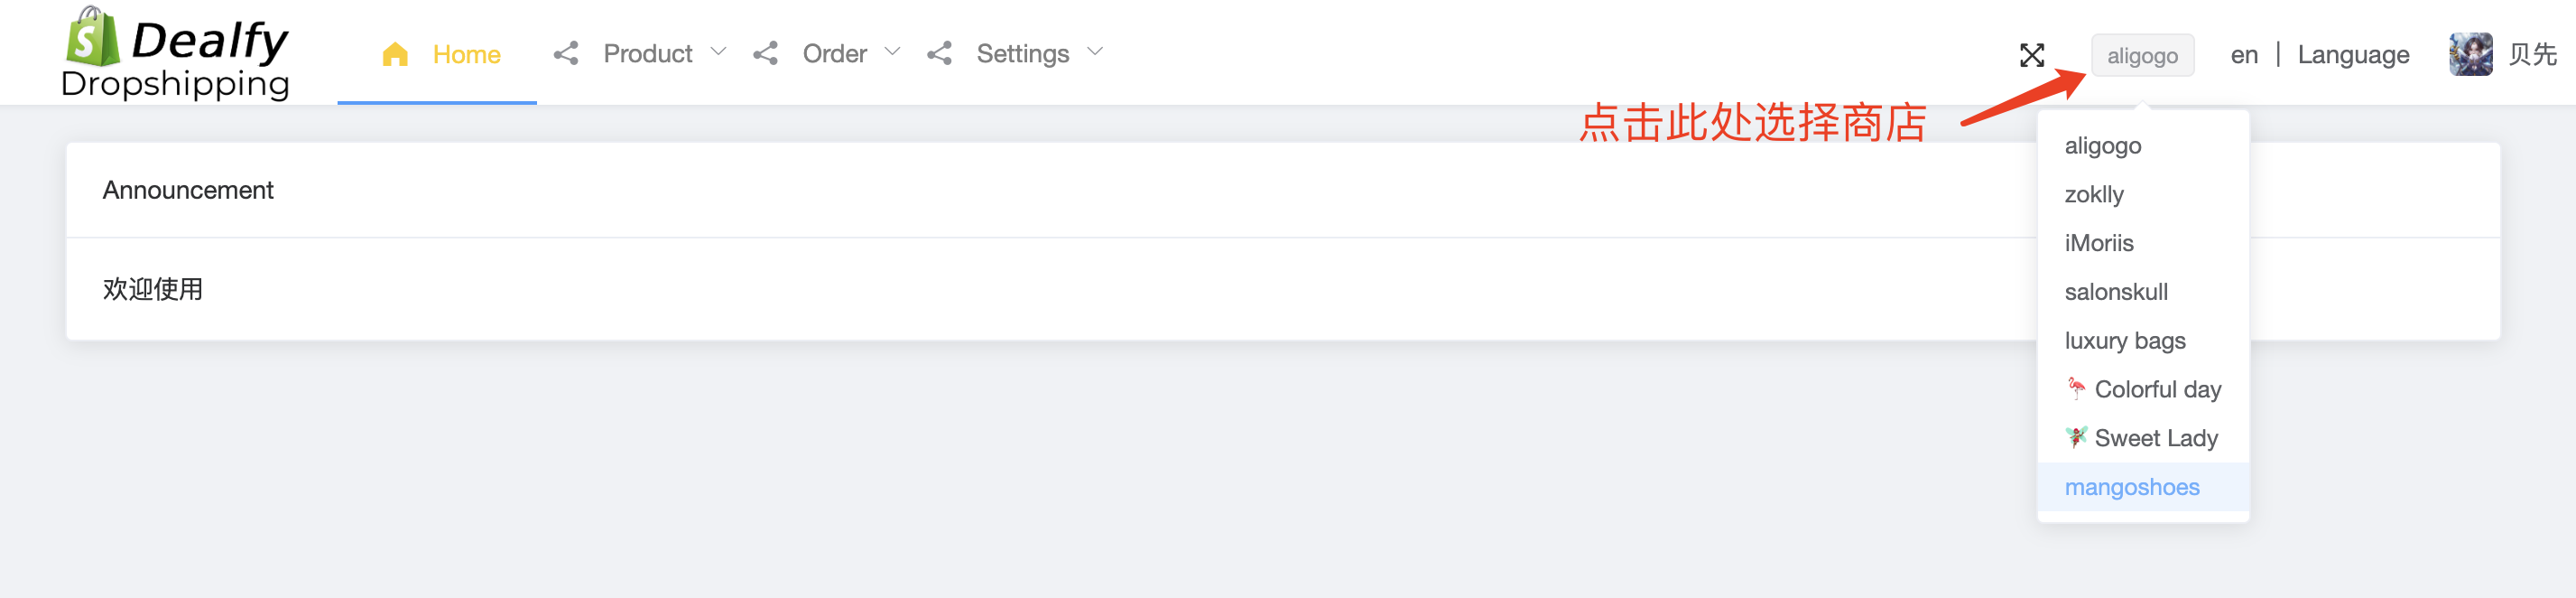 Dealfy
Dropshipping
Home
Product
Order
Settings
aligogo
en | Language
贝先
点击此处选择商店
Announcement
欢迎使用
aligogo
zoklly
iMoriis
salonskull
luxury bags
🦩 Colorful day
🧚 Sweet Lady
mangoshoes